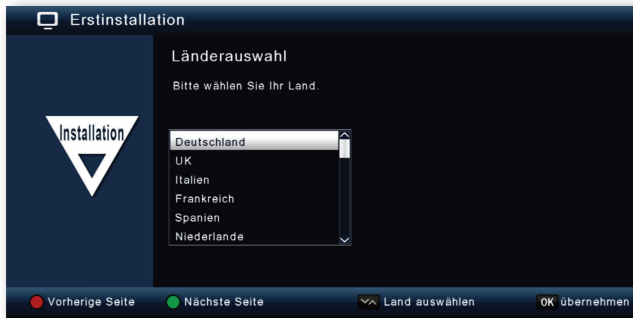 Erstinstallation
Länderauswahl
Bitte wählen Sie Ihr Land.
Installation
Deutschland
UK
Italien
Frankreich
Spanien
Niederlande
Vorherige Seite
Nächste Seite
Land auswählen
OK übernehmen